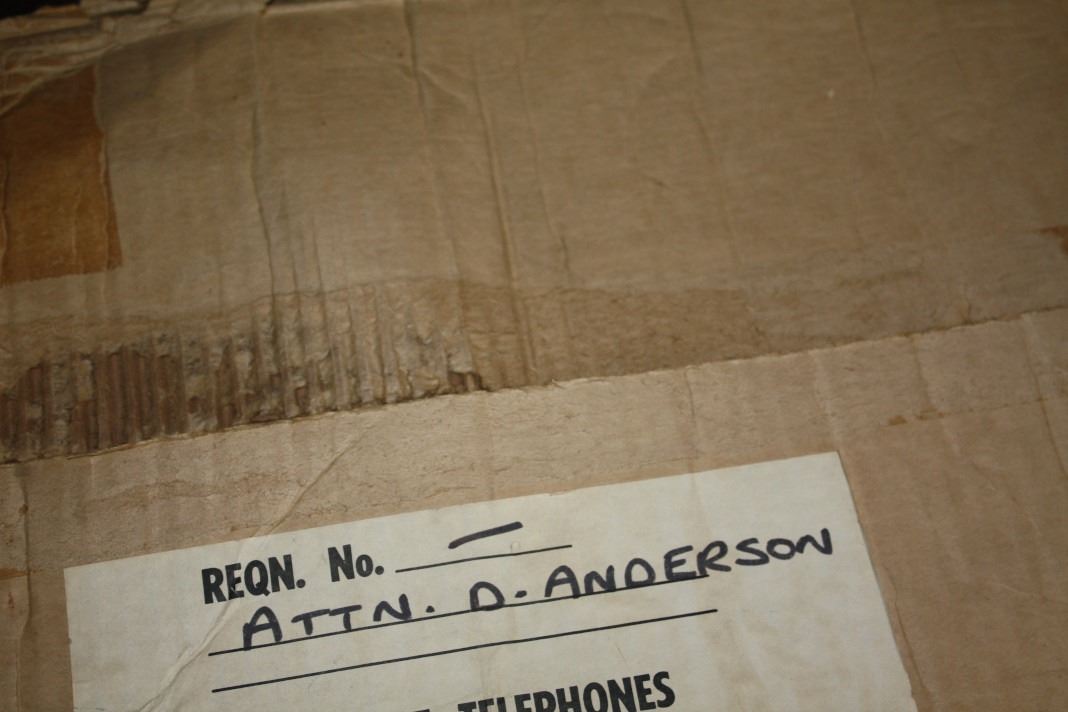 REQN. No. —
ATTN. D. ANDERSON
TELEPHONES